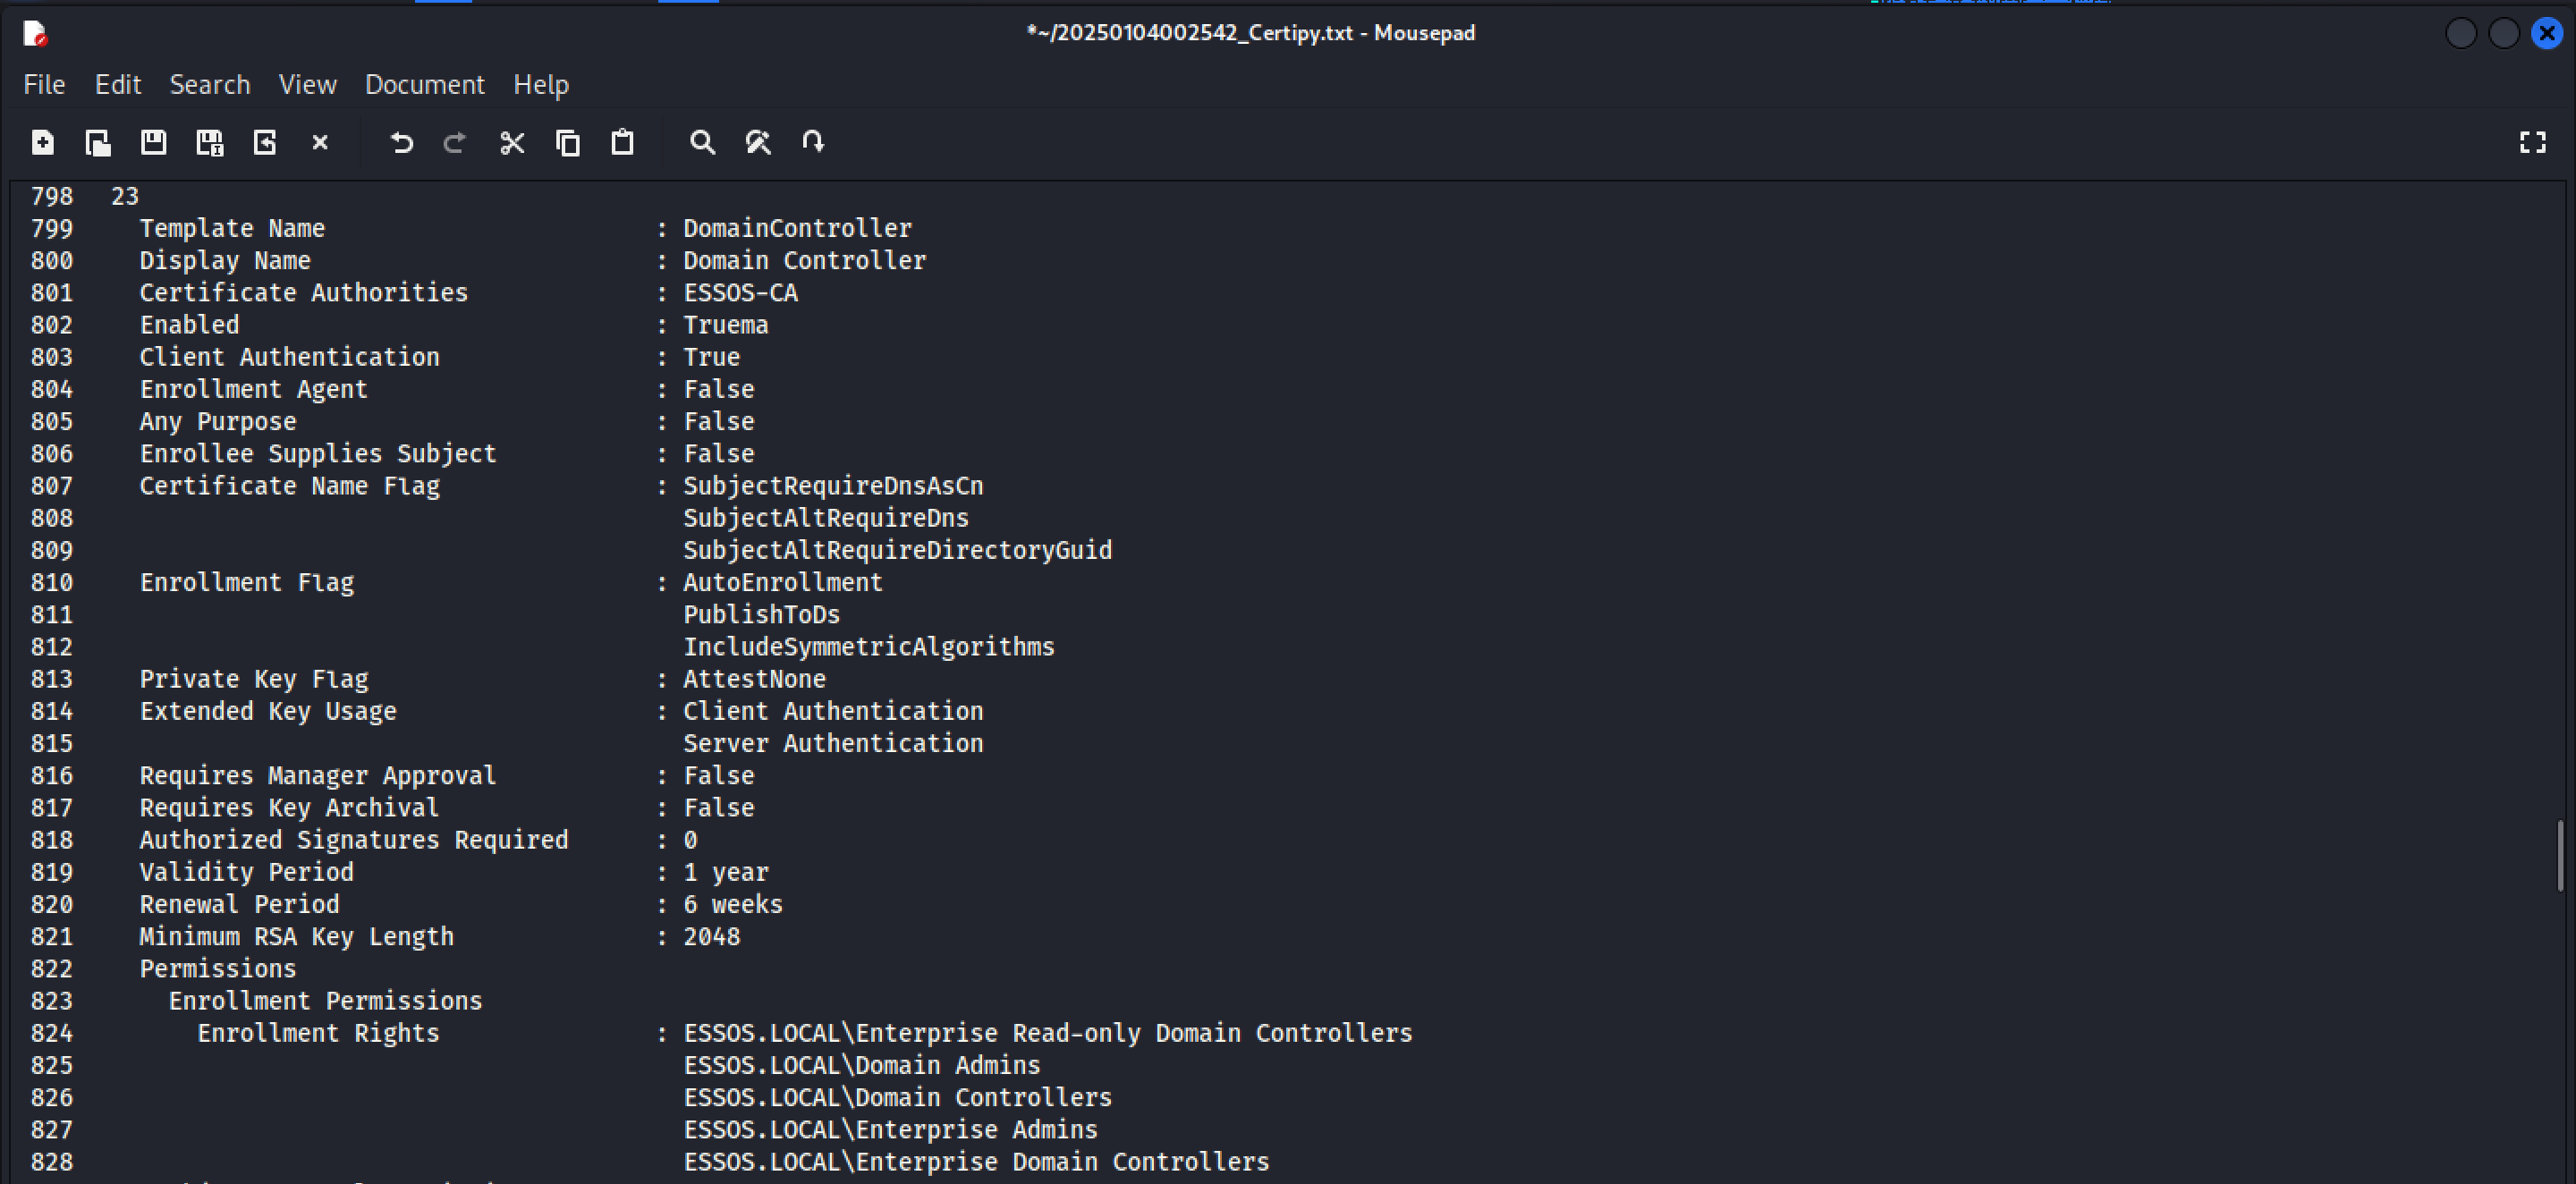 *~/20250104002542_Certipy.txt - Mousepad
File Edit Search View Document Help
798 23
799 Template Name : DomainController
800 Display Name : Domain Controller
801 Certificate Authorities : ESSOS-CA
802 Enabled : Truema
803 Client Authentication : True
804 Enrollment Agent : False
805 Any Purpose : False
806 Enrollee Supplies Subject : False
807 Certificate Name Flag : SubjectRequireDnsAsCn
808 SubjectAltRequireDns
809 SubjectAltRequireDirectoryGuid
810 Enrollment Flag : AutoEnrollment
811 PublishToDs
812 IncludeSymmetricAlgorithms
813 Private Key Flag : AttestNone
814 Extended Key Usage : Client Authentication
815 Server Authentication
816 Requires Manager Approval : False
817 Requires Key Archival : False
818 Authorized Signatures Required : 0
819 Validity Period : 1 year
820 Renewal Period : 6 weeks
821 Minimum RSA Key Length : 2048
822 Permissions
823 Enrollment Permissions
824 Enrollment Rights : ESSOS.LOCAL\Enterprise Read-only Domain Controllers
825 ESSOS.LOCAL\Domain Admins
826 ESSOS.LOCAL\Domain Controllers
827 ESSOS.LOCAL\Enterprise Admins
828 ESSOS.LOCAL\Enterprise Domain Controllers